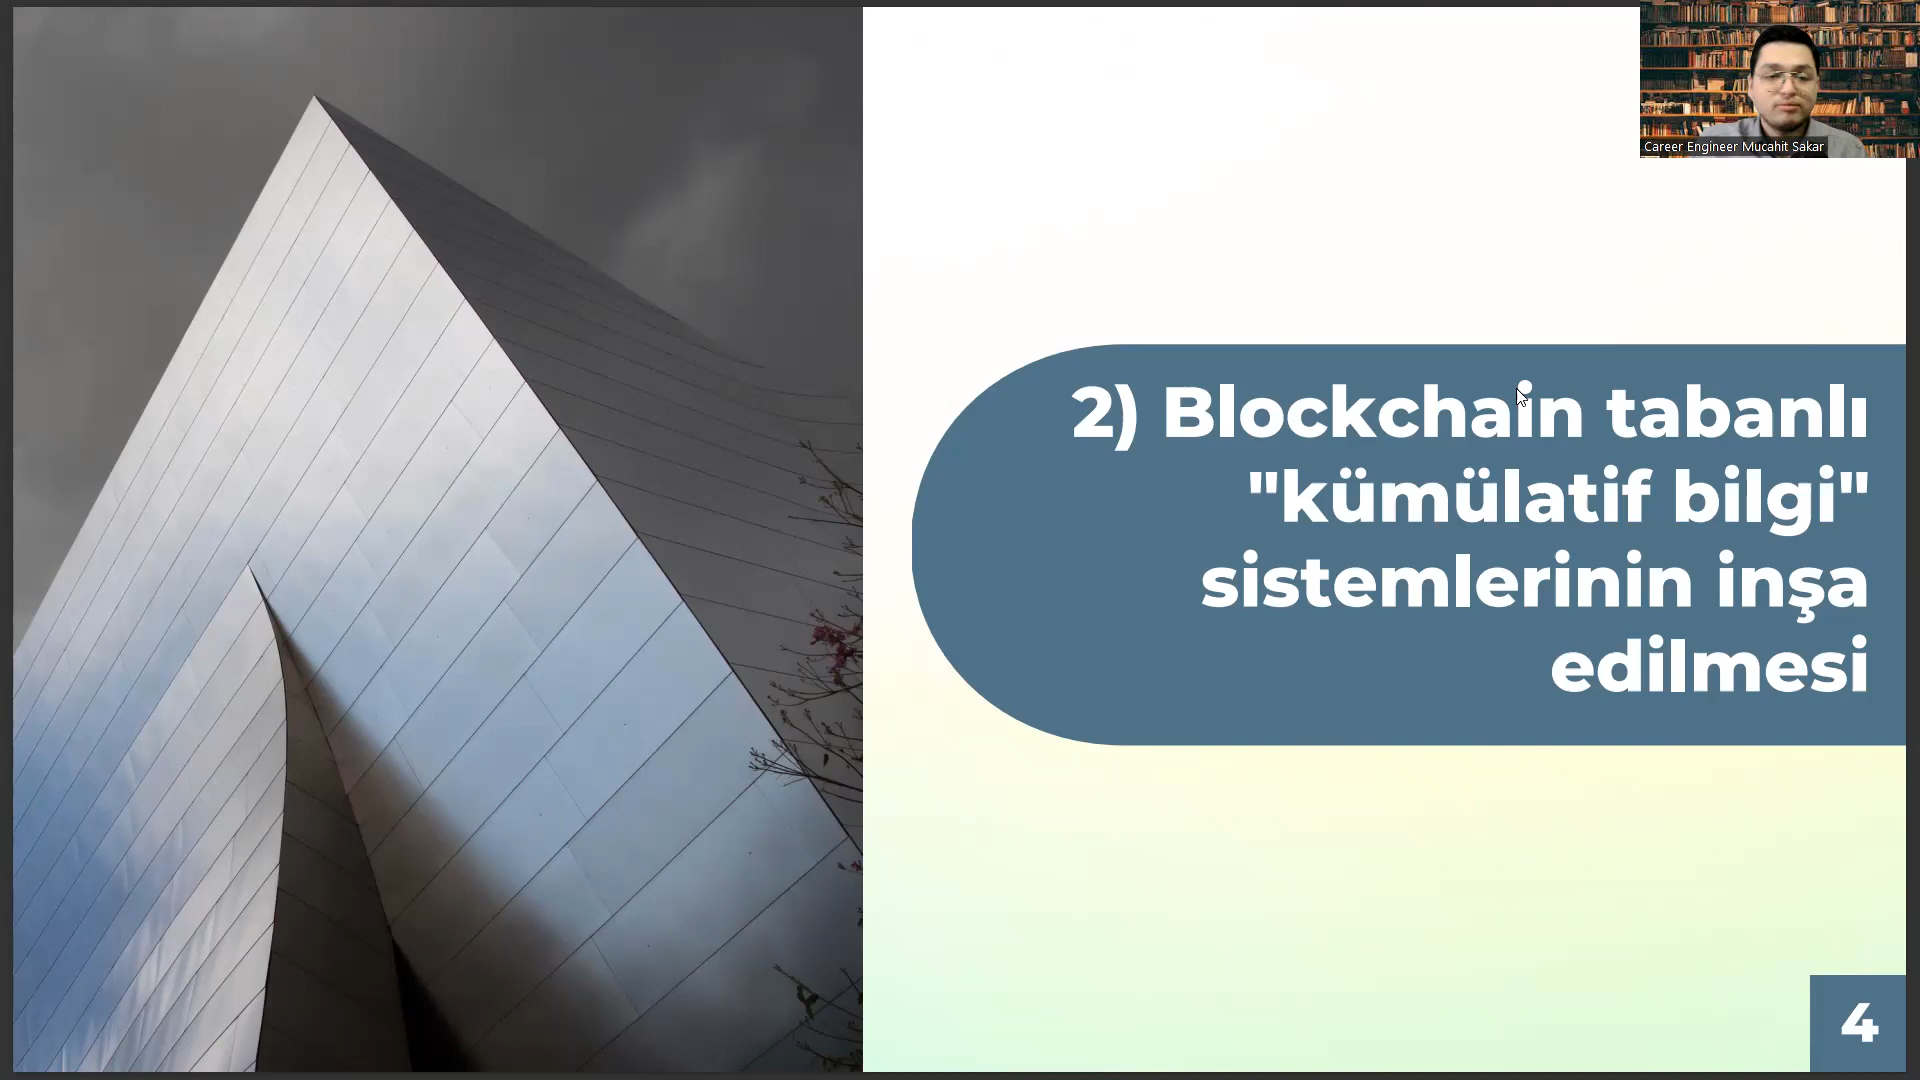 Career Engineer Mucahit Sakar
2) Blockchain tabanlı
"kümülatif bilgi"
sistemlerinin inşa
edilmesi
4